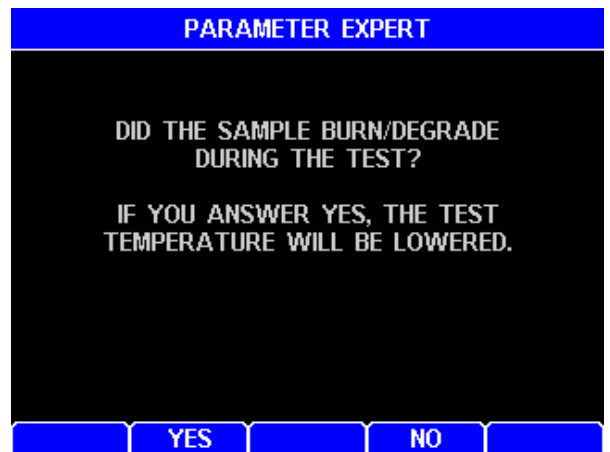 PARAMETER EXPERT
DID THE SAMPLE BURN/DEGRADE
DURING THE TEST?
IF YOU ANSWER YES, THE TEST
TEMPERATURE WILL BE LOWERED.
YES NO